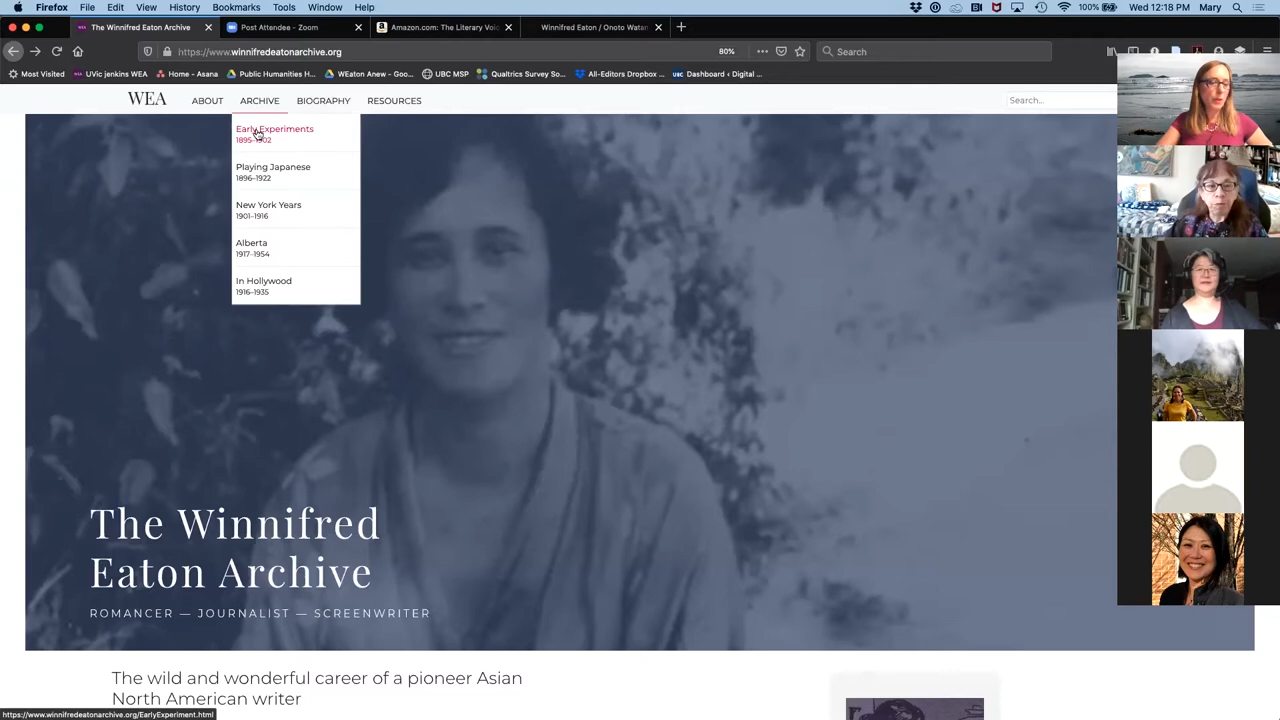 Firefox File Edit View History Bookmarks Tools Window Help
100% Wed 12:18 PM Mary
The Winnifred Eaton Archive
Post Attendee - Zoom
Amazon.com: The Literary Voic
Winnifred Eaton / Onoto Watan
https://www.winnifredeatonarchive.org
80%
Search
Most Visited UVic jenkins WEA Home - Asana Public Humanities H... WEaton Anew - Goo... UBC MSP Qualtrics Survey So... All-Editors Dropbox ... UBC Dashboard ‹ Digital ...
WEA ABOUT ARCHIVE BIOGRAPHY RESOURCES
Search...
Early Experiments
1895–1902
Playing Japanese
1896–1922
New York Years
1901–1916
Alberta
1917–1954
In Hollywood
1916–1935
The Winnifred
Eaton Archive
ROMANCER — JOURNALIST — SCREENWRITER
The wild and wonderful career of a pioneer Asian
North American writer
https://www.winnifredeatonarchive.org/EarlyExperiment.html